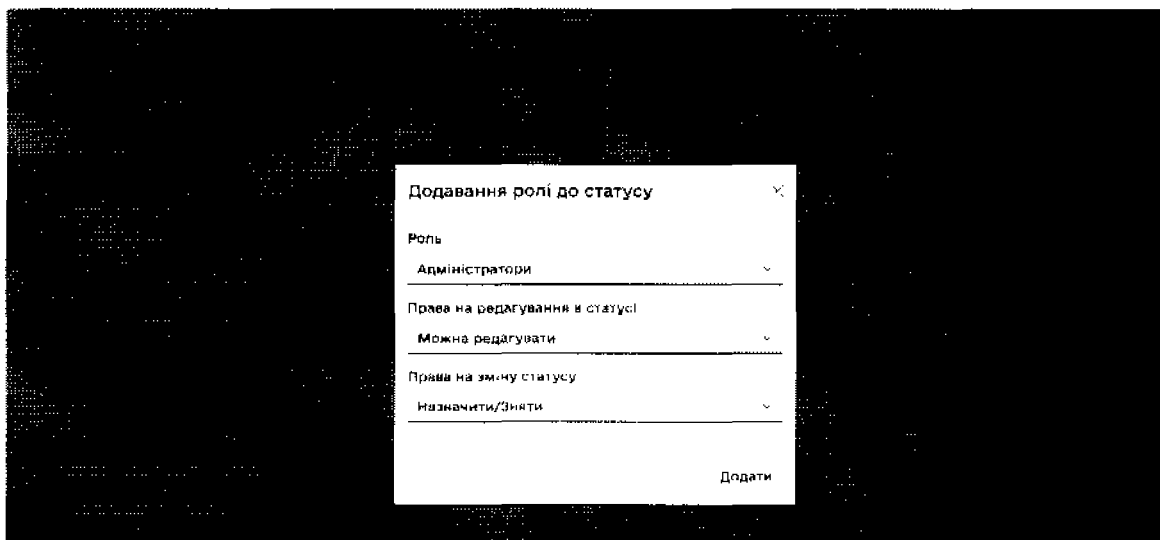 Додавання ролі до статусу
Роль
Адміністратори
Права на редагування в статусі
Можна редагувати
Права на зміну статусу
Назначити/Зняти
Додати